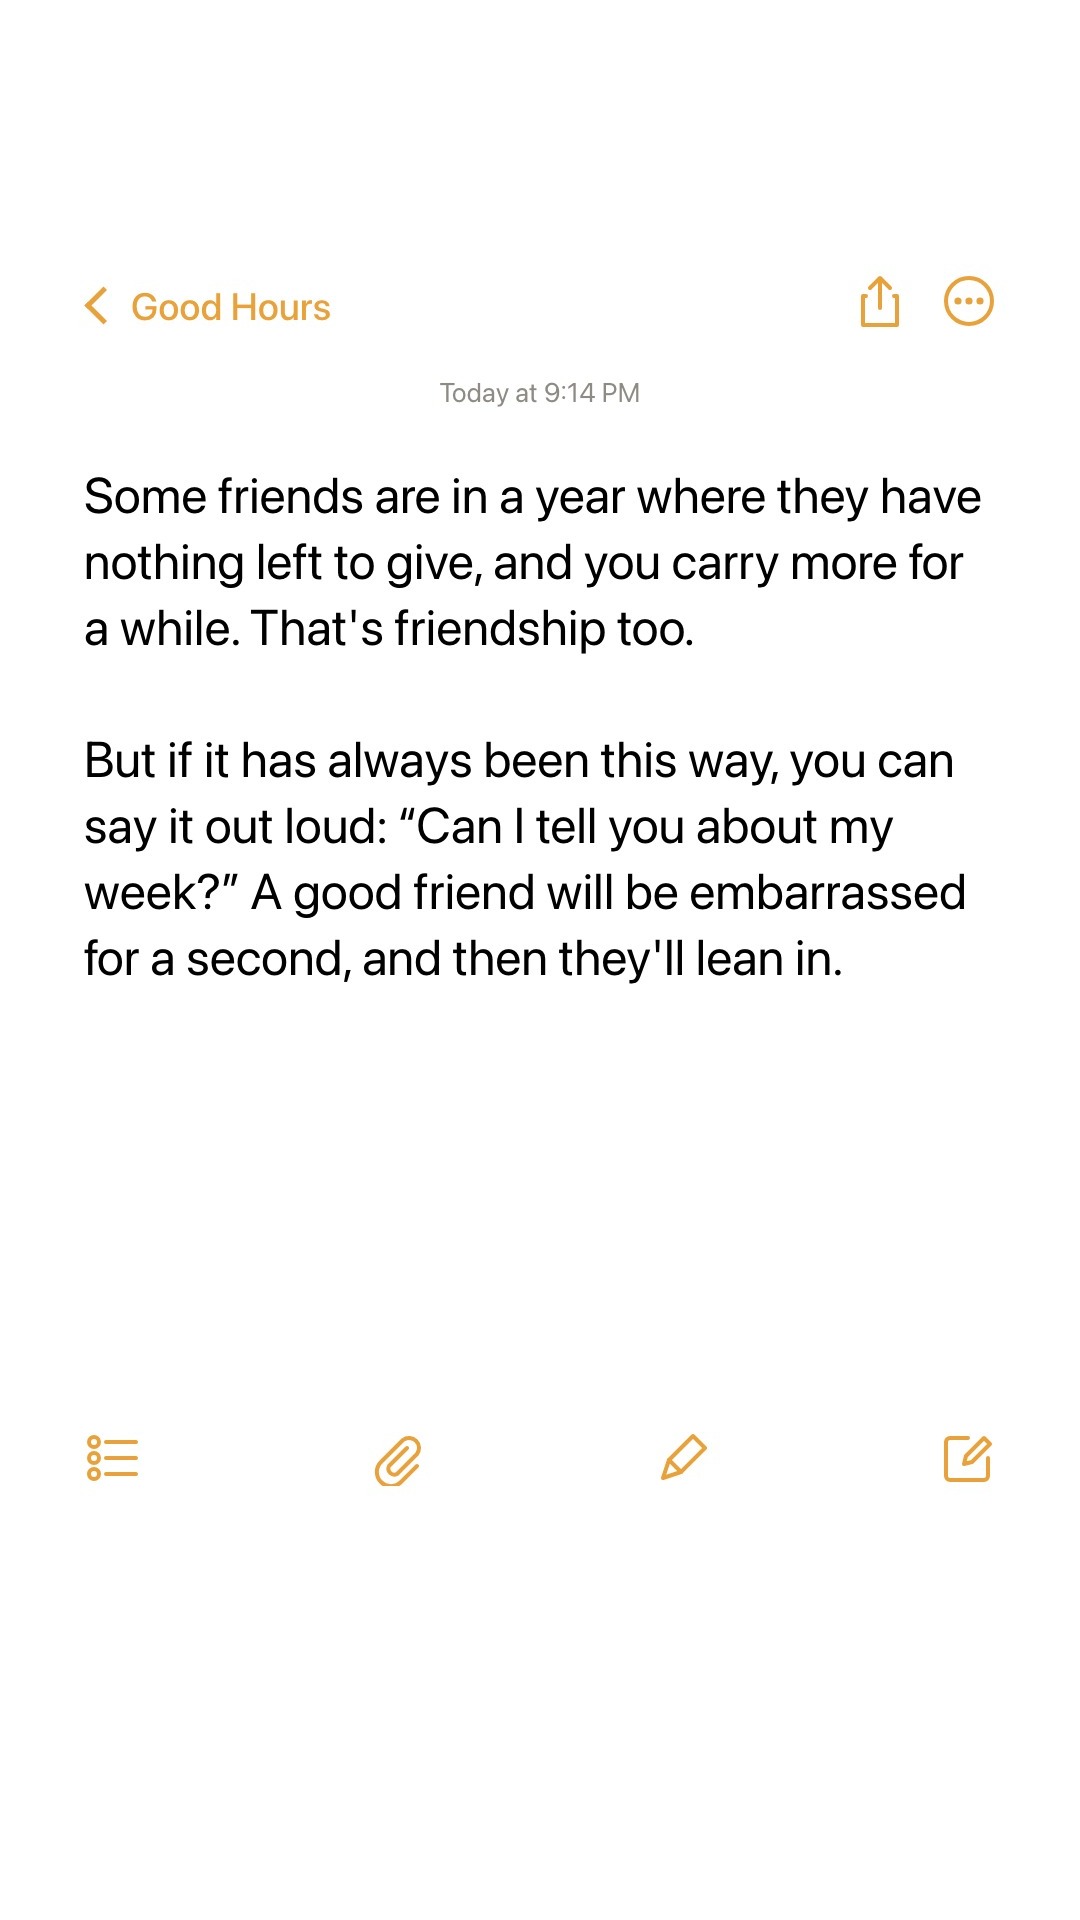 Good Hours
Today at 9:14 PM
Some friends are in a year where they have
nothing left to give, and you carry more for
a while. That's friendship too.
But if it has always been this way, you can
say it out loud: “Can I tell you about my
week?” A good friend will be embarrassed
for a second, and then they'll lean in.